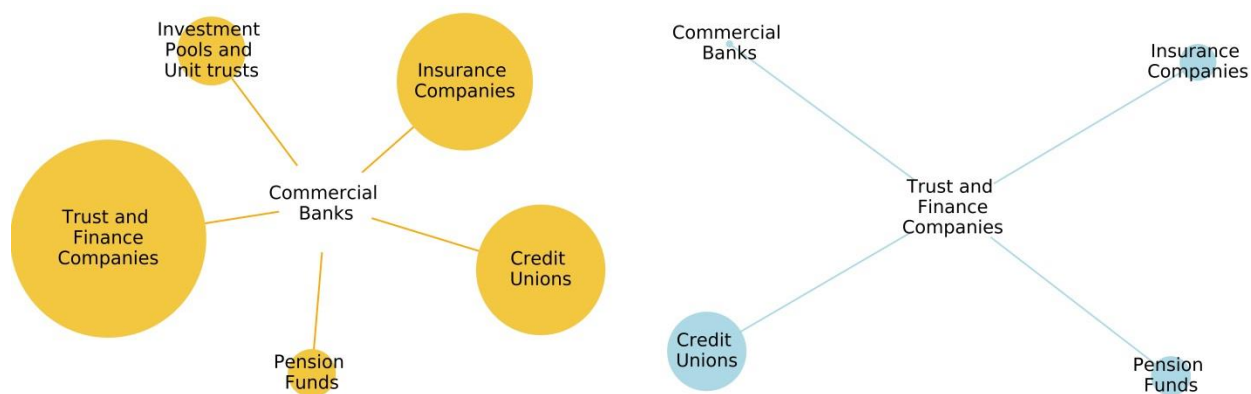 Investment
Pools and
Unit trusts
Insurance
Companies
Commercial
Banks
Trust and
Finance
Companies
Credit
Unions
Pension
Funds
Commercial
Banks
Insurance
Companies
Trust and
Finance
Companies
Credit
Unions
Pension
Funds